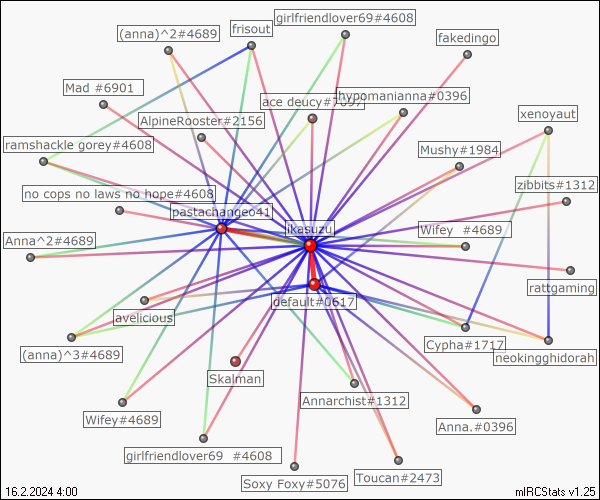 girlfriendlover69#4608
(anna)^2#4689
frisout
fakedingo
Mad #6901
ace deucy#7097
hypomanianna#0396
AlpineRooster#2156
xenoyaut
ramshackle gorey#4608
Mushy#1984
zibbits#1312
no cops no laws no hope#4608
pastachangeo41
ikasuzu
Wifey #4689
Anna^2#4689
rattgaming
default#0617
avelicious
Cypha#1717
(anna)^3#4689
neokingghidorah
Skalman
Annarchist#1312
Wifey#4689
Anna.#0396
girlfriendlover69 #4608
Toucan#2473
Soxy Foxy#5076
16.2.2024 4:00
mIRCStats v1.25